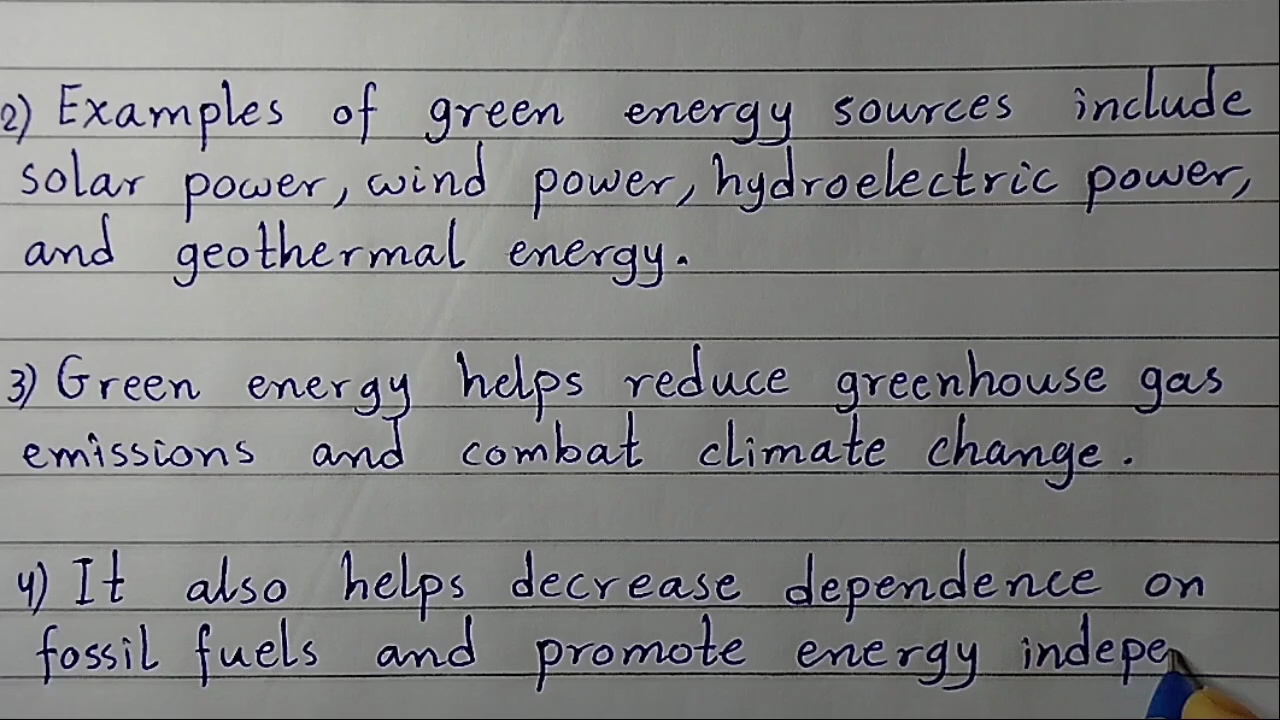 2) Examples of green energy sources include
solar power, wind power, hydroelectric power,
and geothermal energy.
3) Green energy helps reduce greenhouse gas
emissions and combat climate change.
4) It also helps decrease dependence on
fossil fuels and promote energy indepe